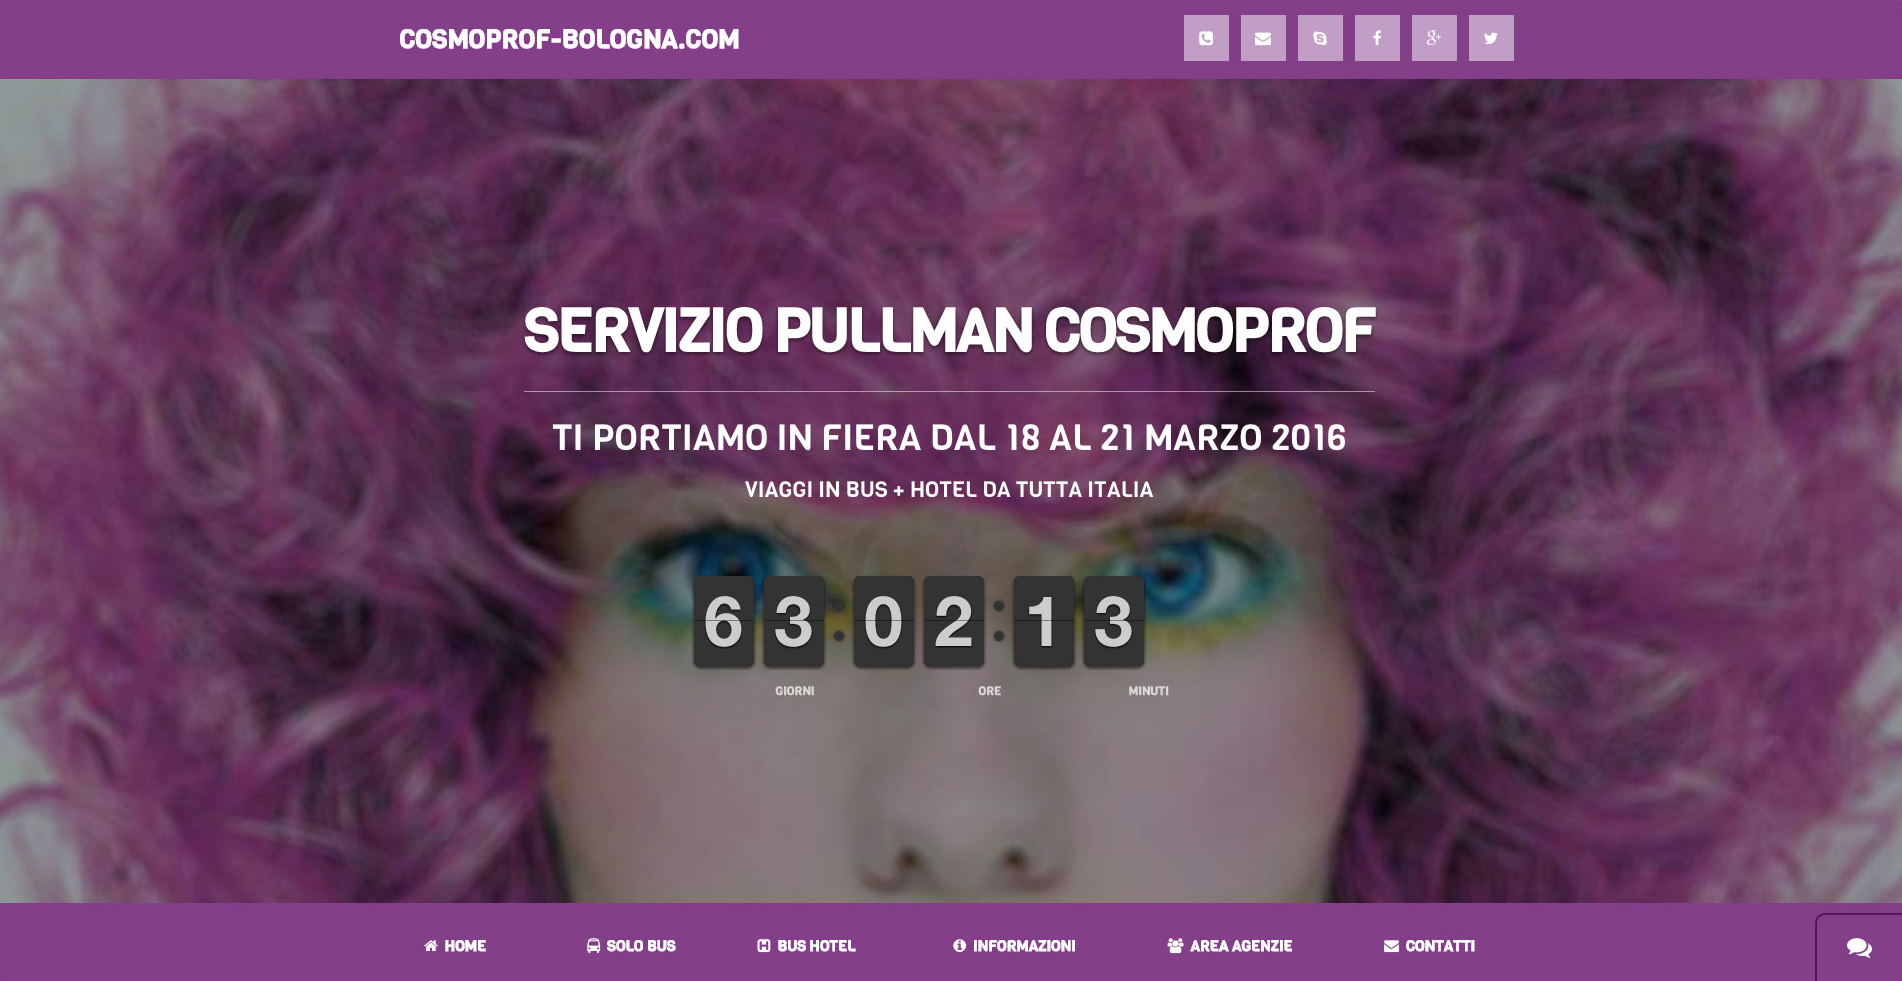 COSMOPROF-BOLOGNA.COM
SERVIZIO PULLMAN COSMOPROF
TI PORTIAMO IN FIERA DAL 18 AL 21 MARZO 2016
VIAGGI IN BUS + HOTEL DA TUTTA ITALIA
63:02:13
GIORNI ORE MINUTI
HOME SOLO BUS BUS HOTEL INFORMAZIONI AREA AGENZIE CONTATTI